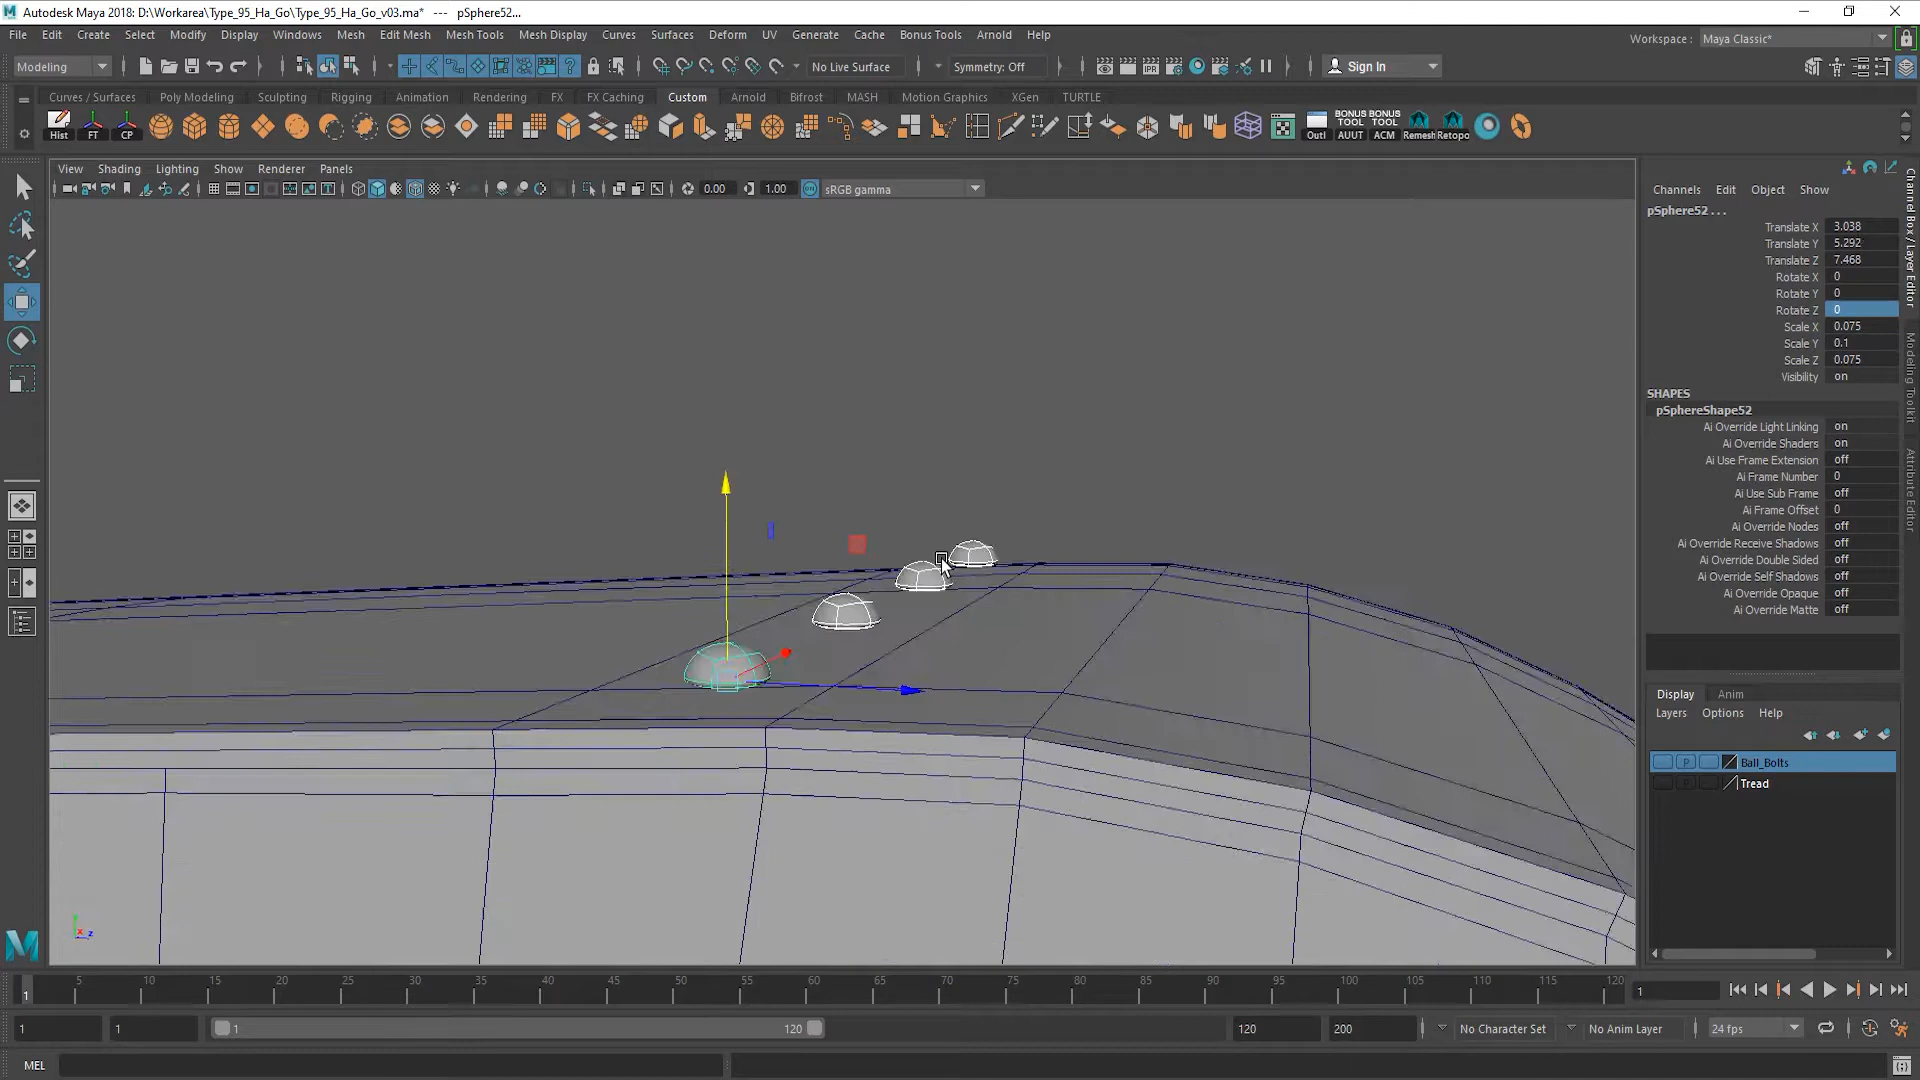 Autodesk Maya 2018: D:\Workarea\Type_95_Ha_Go\Type_95_Ha_Go_v03.ma* --- pSphere52...
File Edit Create Select Modify Display Windows Mesh Edit Mesh Mesh Tools Mesh Display Curves Surfaces Deform UV Generate Cache Bonus Tools Arnold Help
Workspace : Maya Classic*
Modeling No Live Surface Symmetry: Off Sign In
Curves / Surfaces Poly Modeling Sculpting Rigging Animation Rendering FX FX Caching Custom Arnold Bifrost MASH Motion Graphics XGen TURTLE
BONUS TOOL BONUS TOOL
Hist FT CP Outl AUUT ACM Remesh Retopc
View Shading Lighting Show Renderer Panels
0.00 1.00 ON sRGB gamma
Channels Edit Object Show
pSphere52 . . .
Translate X 3.038
Translate Y 5.292
Translate Z 7.468
Rotate X 0
Rotate Y 0
Rotate Z 0
Scale X 0.075
Scale Y 0.1
Scale Z 0.075
Visibility on
SHAPES
pSphereShape52
Ai Override Light Linking on
Ai Override Shaders on
Ai Use Frame Extension off
Ai Frame Number 0
Ai Use Sub Frame off
Ai Frame Offset 0
Ai Override Nodes off
Ai Override Receive Shadows off
Ai Override Double Sided off
Ai Override Self Shadows off
Ai Override Opaque off
Ai Override Matte off
Channel Box / Layer Editor
Modeling Toolkit
Attribute Editor
Display Anim
Layers Options Help
P Ball_Bolts
P Tread
5 10 15 20 25 30 35 40 45 50 55 60 65 70 75 80 85 90 95 100 105 110 115 120
1 1
1 1 1 120 120 200 No Character Set No Anim Layer 24 fps
MEL